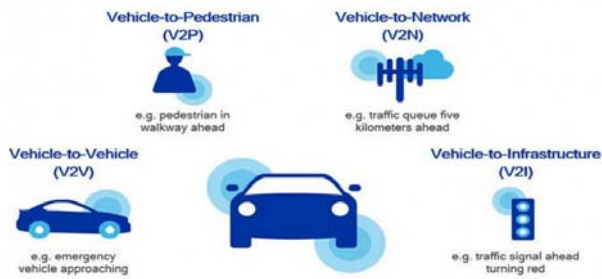 Vehicle-to-Pedestrian
(V2P)
e.g. pedestrian in
walkway ahead
Vehicle-to-Network
(V2N)
e.g. traffic queue five
kilometers ahead
Vehicle-to-Vehicle
(V2V)
e.g. emergency
vehicle approaching
Vehicle-to-Infrastructure
(V2I)
e.g. traffic signal ahead
turning red